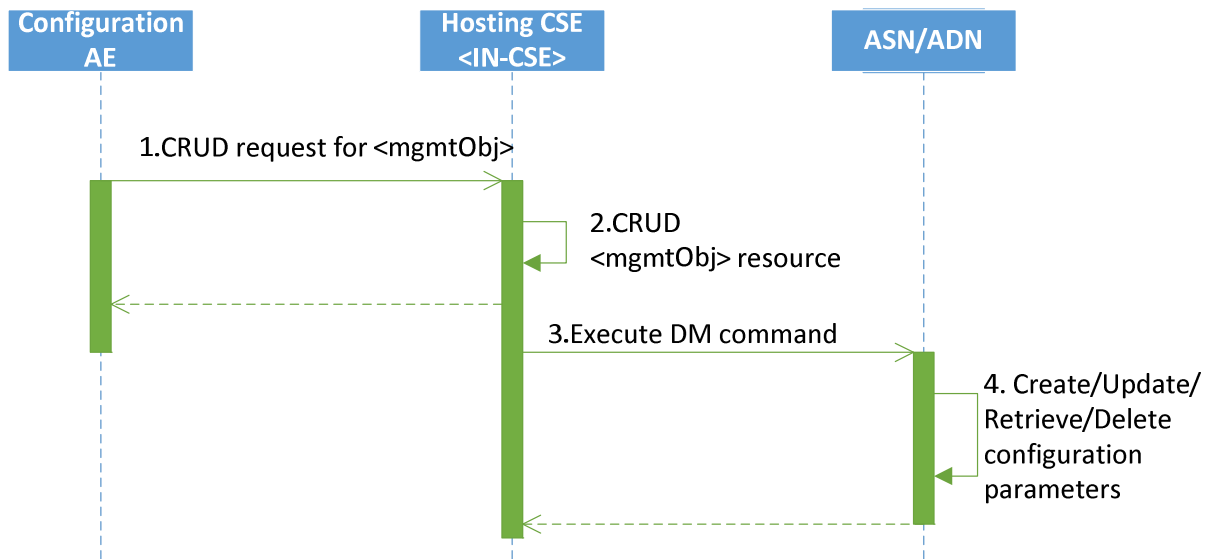 Configuration
AE
Hosting CSE
<IN-CSE>
ASN/ADN
1.CRUD request for <mgmtObj>
2.CRUD
<mgmtObj> resource
3.Execute DM command
4. Create/Update/
Retrieve/Delete
configuration
parameters